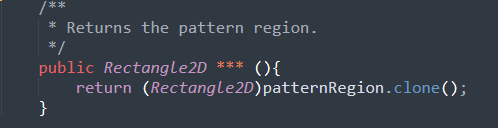 /**
* Returns the pattern region.
*/
public Rectangle2D *** (){
return (Rectangle2D)patternRegion.clone();
}